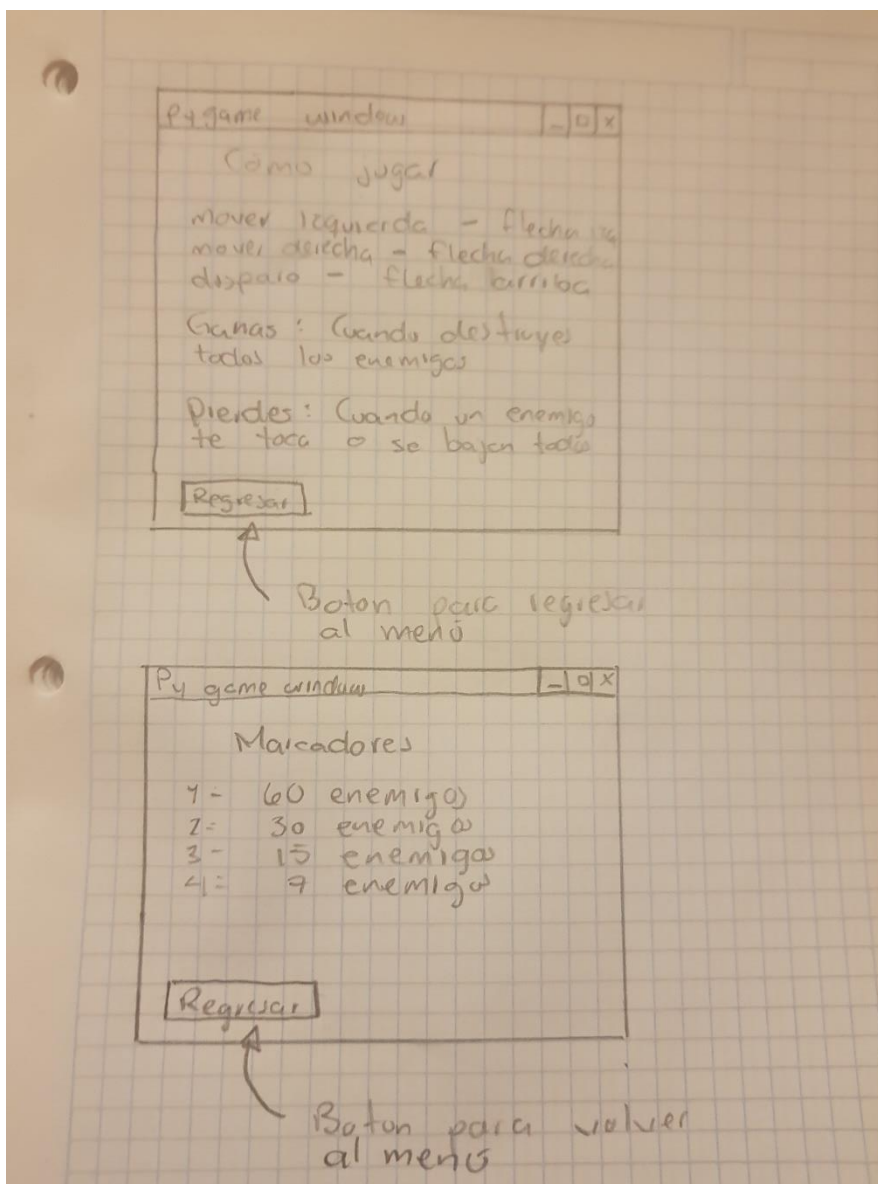 Pygame window - □ x
Como jugar
mover izquierda - flecha
mover derecha - flecha derecha
disparo - flecha arriba
Ganas: Cuando destruyes
todos los enemigos
Pierdes: Cuando un enemigo
te toca o se bajan todos
Regresar
Boton para regresar
al menú
Py game window - □ x
Marcadores
1- 60 enemigos
2- 30 enemigos
3- 15 enemigos
4- 7 enemigos
Regresar
Boton para volver
al menú